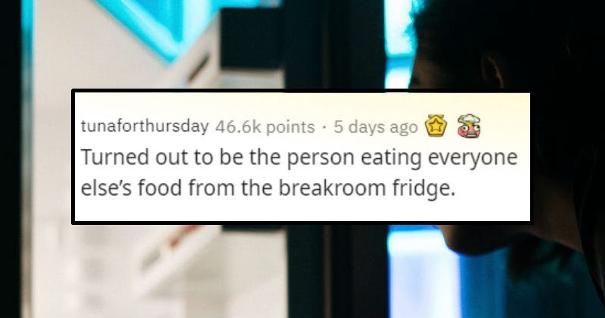 tunaforthursday 46.6k points · 5 days ago
Turned out to be the person eating everyone
else's food from the breakroom fridge.